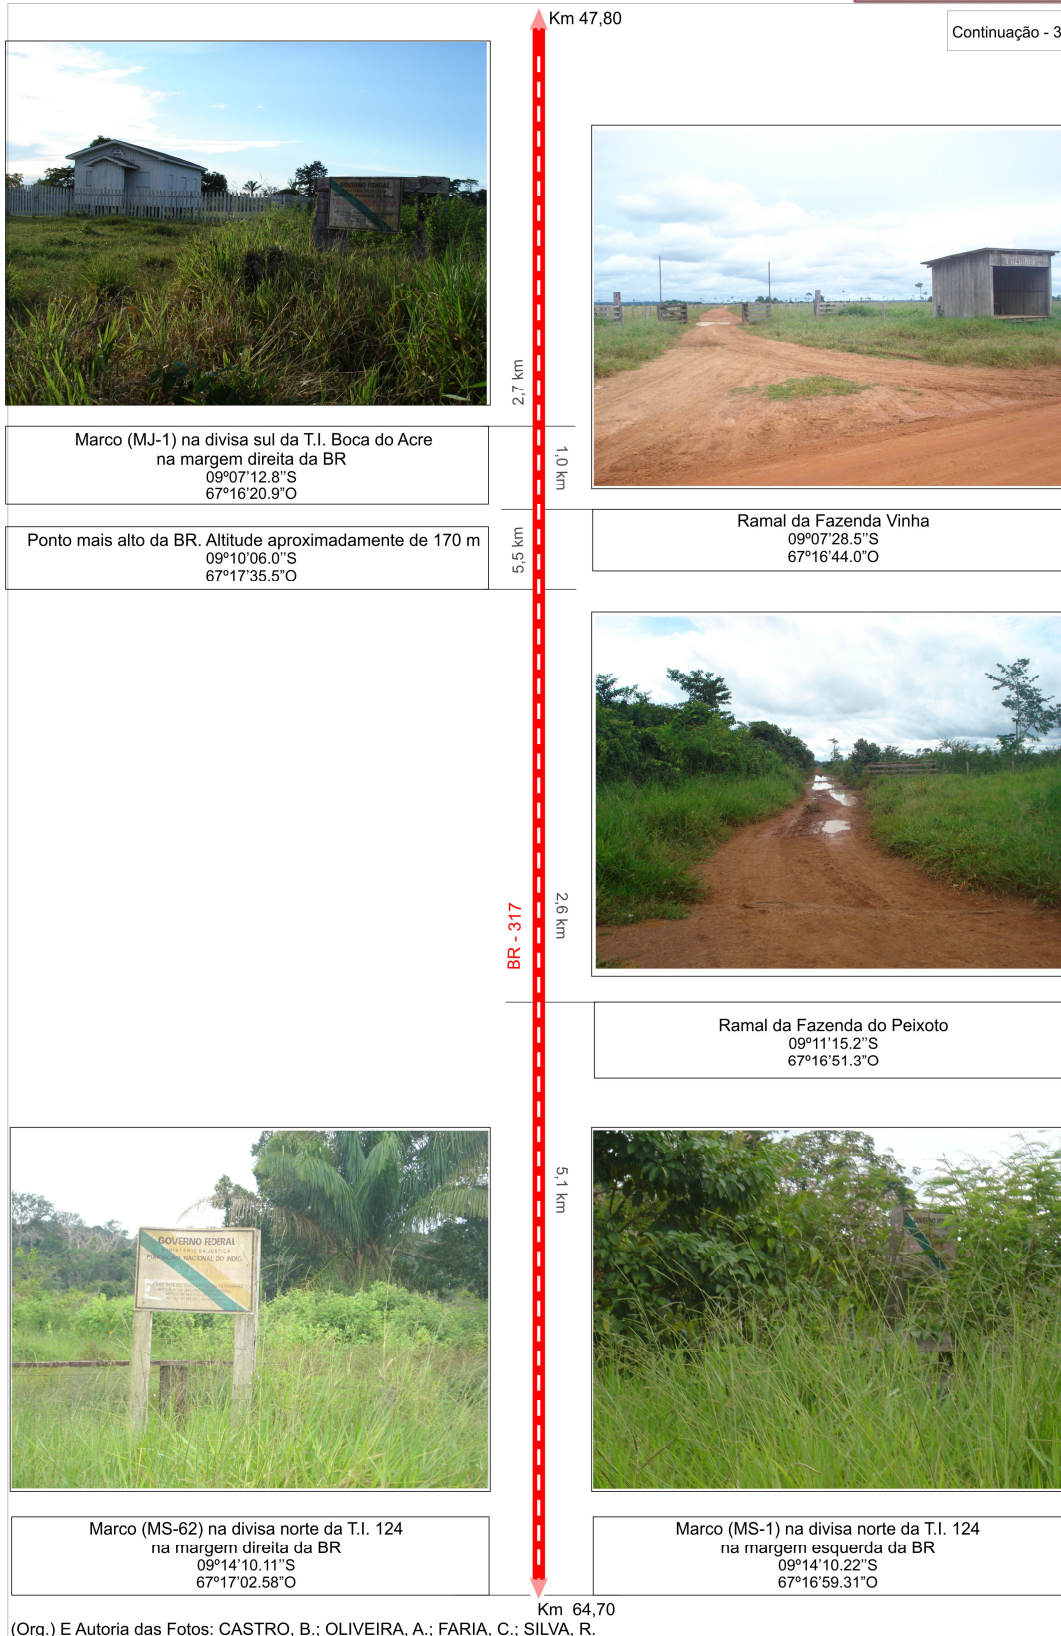 Km 47,80
Continuação - 3
2,7 km
Marco (MJ-1) na divisa sul da T.I. Boca do Acre
na margem direita da BR
09º07'12.8''S
67º16'20.9”O
1,0 km
Ramal da Fazenda Vinha
09º07'28.5''S
67º16'44.0”O
Ponto mais alto da BR. Altitude aproximadamente de 170 m
09º10'06.0''S
67º17'35.5”O
5,5 km
BR - 317
2,6 km
Ramal da Fazenda do Peixoto
09º11'15.2''S
67º16'51.3”O
5,1 km
GOVERNO FEDERAL
MINISTÉRIO DA JUSTIÇA
NACIONAL DO ÍNDIO
Marco (MS-62) na divisa norte da T.I. 124
na margem direita da BR
09º14'10.11''S
67º17'02.58”O
Marco (MS-1) na divisa norte da T.I. 124
na margem esquerda da BR
09º14'10.22''S
67º16'59.31”O
Km 64,70
(Org.) E Autoria das Fotos: CASTRO, B.; OLIVEIRA, A.; FARIA, C.; SILVA, R.